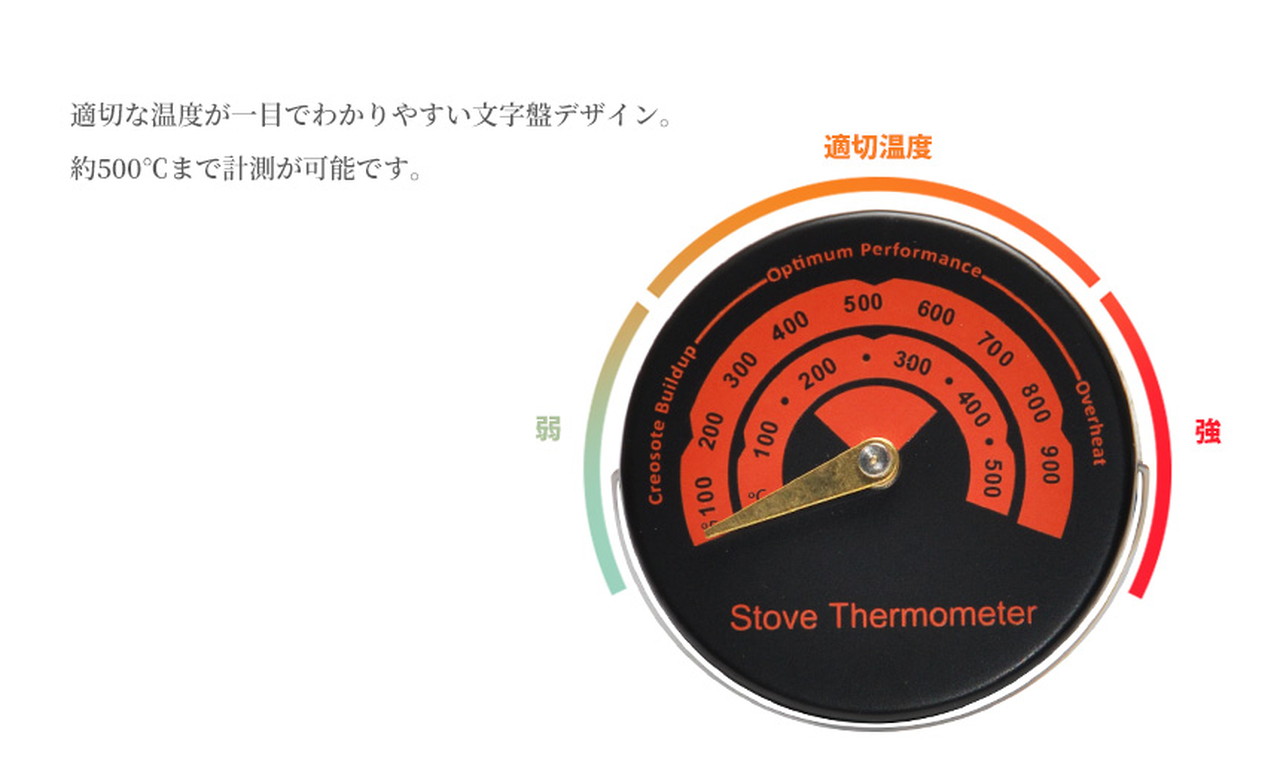 適切な温度が一目でわかりやすい文字盤デザイン。
約500℃まで計測が可能です。
適切温度
弱
強
Creosote Buildup
Optimum Performance
Overheat
100 200 300 400 500 600 700 800 900
℃ 100 • 200 • 300 • 400 • 500
Stove Thermometer